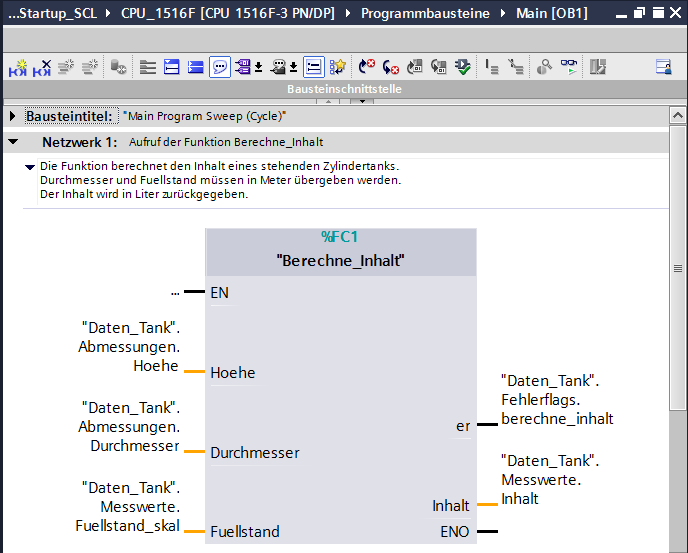 ...Startup_SCL ▸ CPU_1516F [CPU 1516F-3 PN/DP] ▸ Programmbausteine ▸ Main [OB1]
Bausteinschnittstelle
Bausteintitel: "Main Program Sweep (Cycle)"
Netzwerk 1: Aufruf der Funktion Berechne_Inhalt
Die Funktion berechnet den Inhalt eines stehenden Zylindertanks.
Durchmesser und Fuellstand müssen in Meter übergeben werden.
Der Inhalt wird in Liter zurückgegeben.
%FC1
"Berechne_Inhalt"
... EN
"Daten_Tank".
Abmessungen.
Hoehe
Hoehe
"Daten_Tank".
Abmessungen.
Durchmesser
Durchmesser
"Daten_Tank".
Messwerte.
Fuellstand_skal
Fuellstand
er
"Daten_Tank".
Fehlerflags.
berechne_inhalt
Inhalt
"Daten_Tank".
Messwerte.
Inhalt
ENO